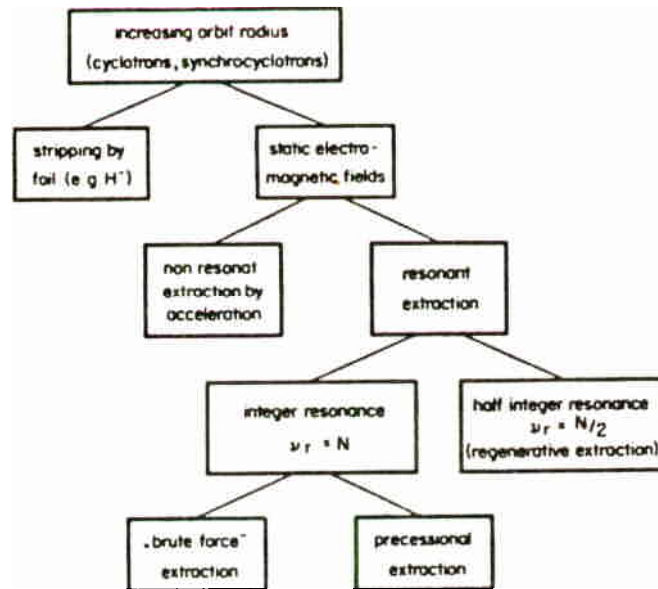 increasing orbit radius
(cyclotrons, synchrocyclotrons)
stripping by
foil (e g H⁻)
static electro-
magnetic fields
non resonat
extraction by
acceleration
resonant
extraction
integer resonance
νr = N
half integer resonance
νr = N/2
(regenerative extraction)
„brute force"
extraction
precessional
extraction